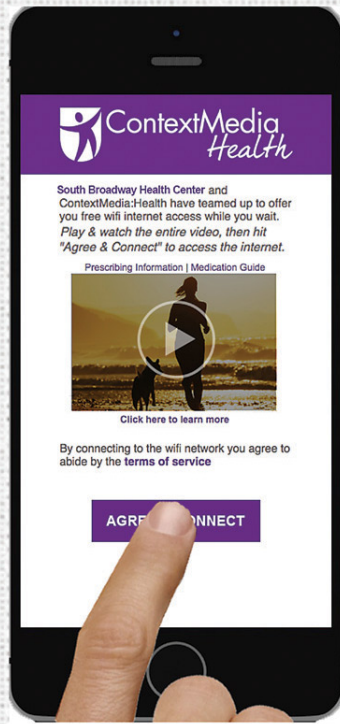 ContextMedia
Health
South Broadway Health Center and
ContextMedia:Health have teamed up to offer
you free wifi internet access while you wait.
Play & watch the entire video, then hit
"Agree & Connect" to access the internet.
Prescribing Information | Medication Guide
Click here to learn more
By connecting to the wifi network you agree to
abide by the terms of service
AGRE NNECT